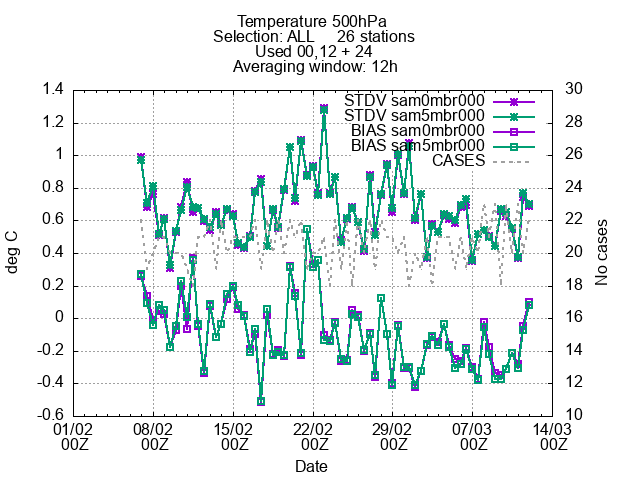 Temperature 500hPa
Selection: ALL 26 stations
Used 00,12 + 24
Averaging window: 12h
1.4
1.2
1
0.8
0.6
0.4
0.2
0
-0.2
-0.4
-0.6
deg C
30
28
26
24
22
20
18
16
14
12
10
No cases
STDV sam0mbr000
STDV sam5mbr000
BIAS sam0mbr000
BIAS sam5mbr000
CASES
01/02 08/02 15/02 22/02 29/02 07/03 14/03
00Z 00Z 00Z 00Z 00Z 00Z 00Z
Date